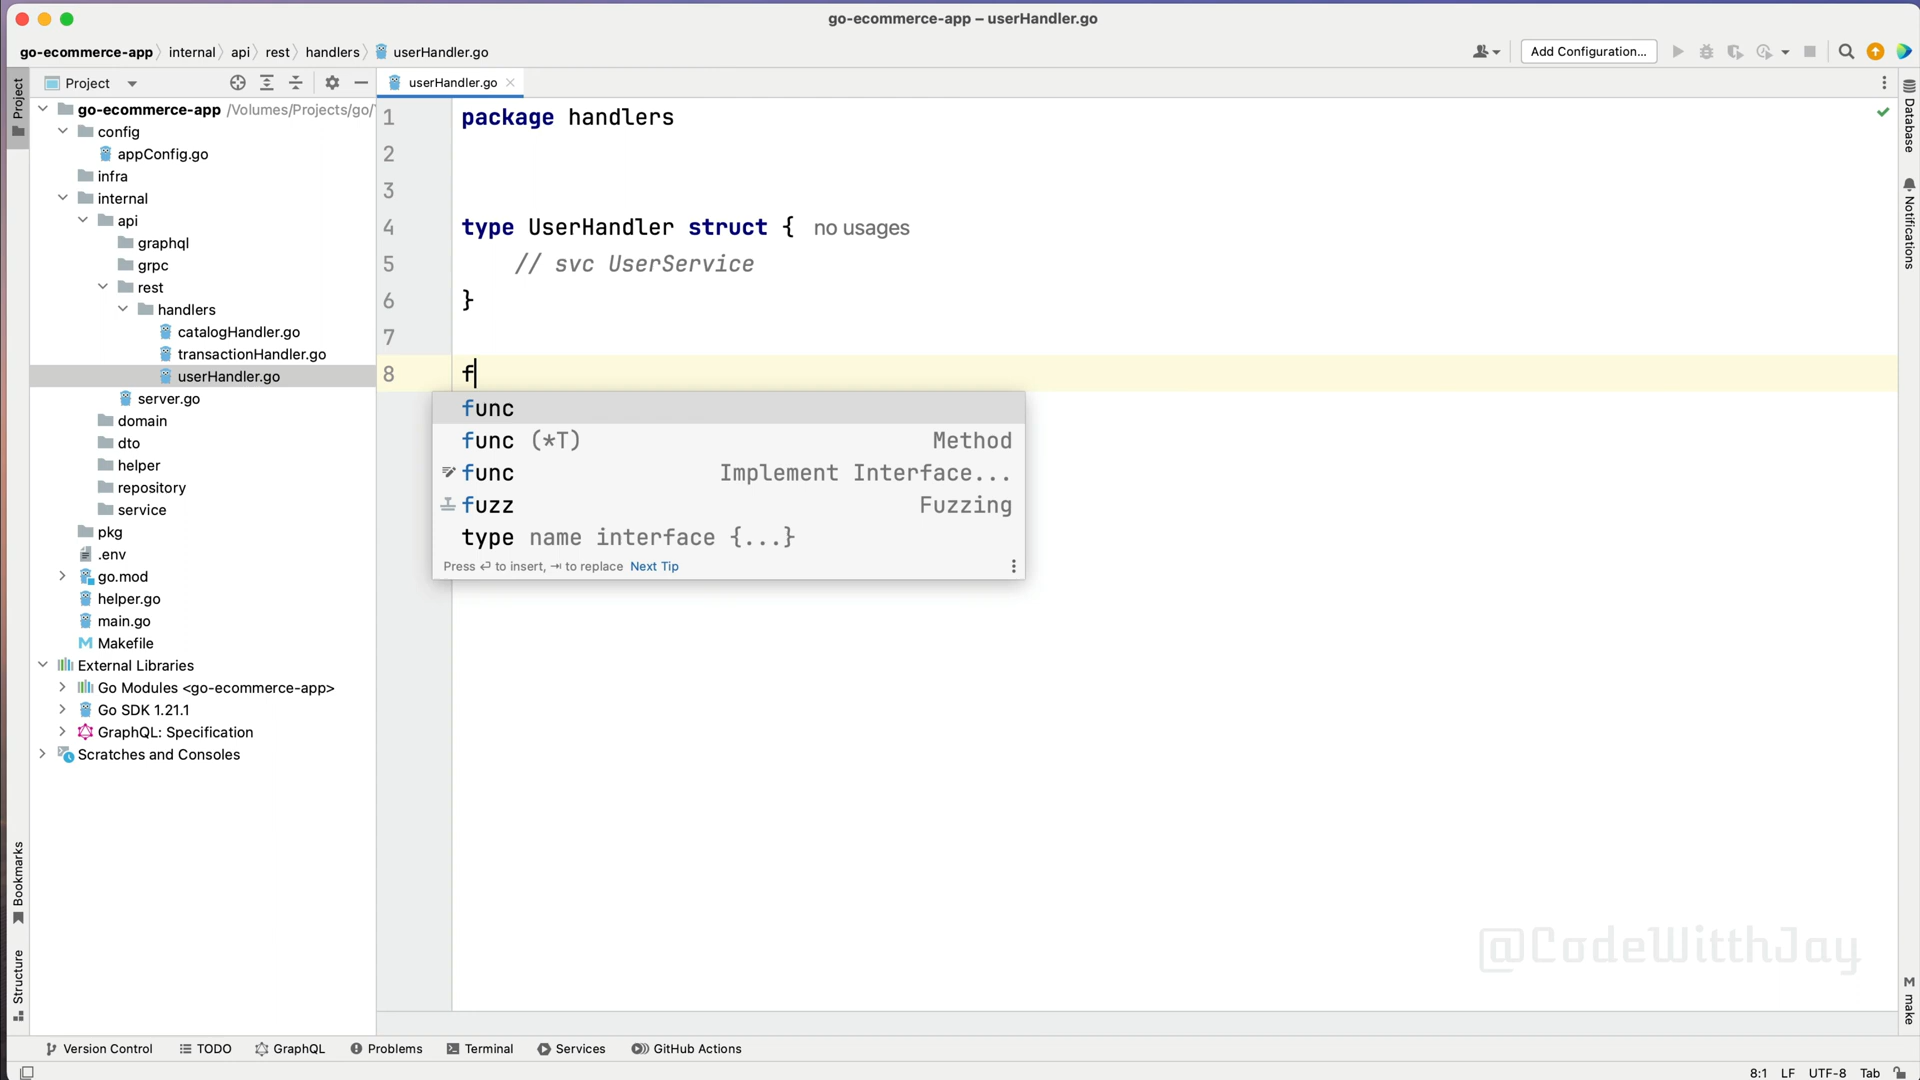 go-ecommerce-app – userHandler.go
go-ecommerce-app internal api rest handlers userHandler.go
Add Configuration...
Project
userHandler.go
go-ecommerce-app /Volumes/Projects/go/
config
appConfig.go
infra
internal
api
graphql
grpc
rest
handlers
catalogHandler.go
transactionHandler.go
userHandler.go
server.go
domain
dto
helper
repository
service
pkg
.env
go.mod
helper.go
main.go
Makefile
External Libraries
Go Modules <go-ecommerce-app>
Go SDK 1.21.1
GraphQL: Specification
Scratches and Consoles
1 package handlers
2
3
4 type UserHandler struct { no usages
5 // svc UserService
6 }
7
8 f
func
func (*T) Method
func Implement Interface...
fuzz Fuzzing
type name interface {...}
Press ⏎ to insert, ⇥ to replace Next Tip
Project
Bookmarks
Structure
Database
Notifications
M make
@CodeWitthJay
Version Control TODO GraphQL Problems Terminal Services GitHub Actions
8:1 LF UTF-8 Tab